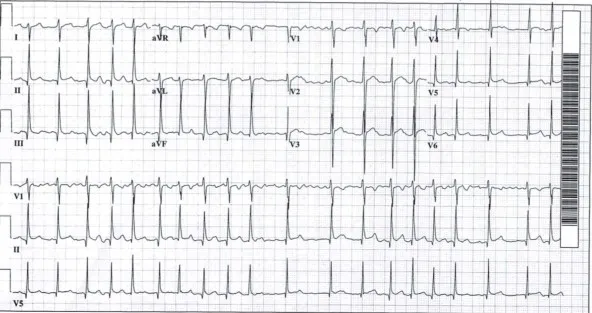 I aVR V1 V4
II aVL V2 V5
III aVF V3 V6
V1
II
V5